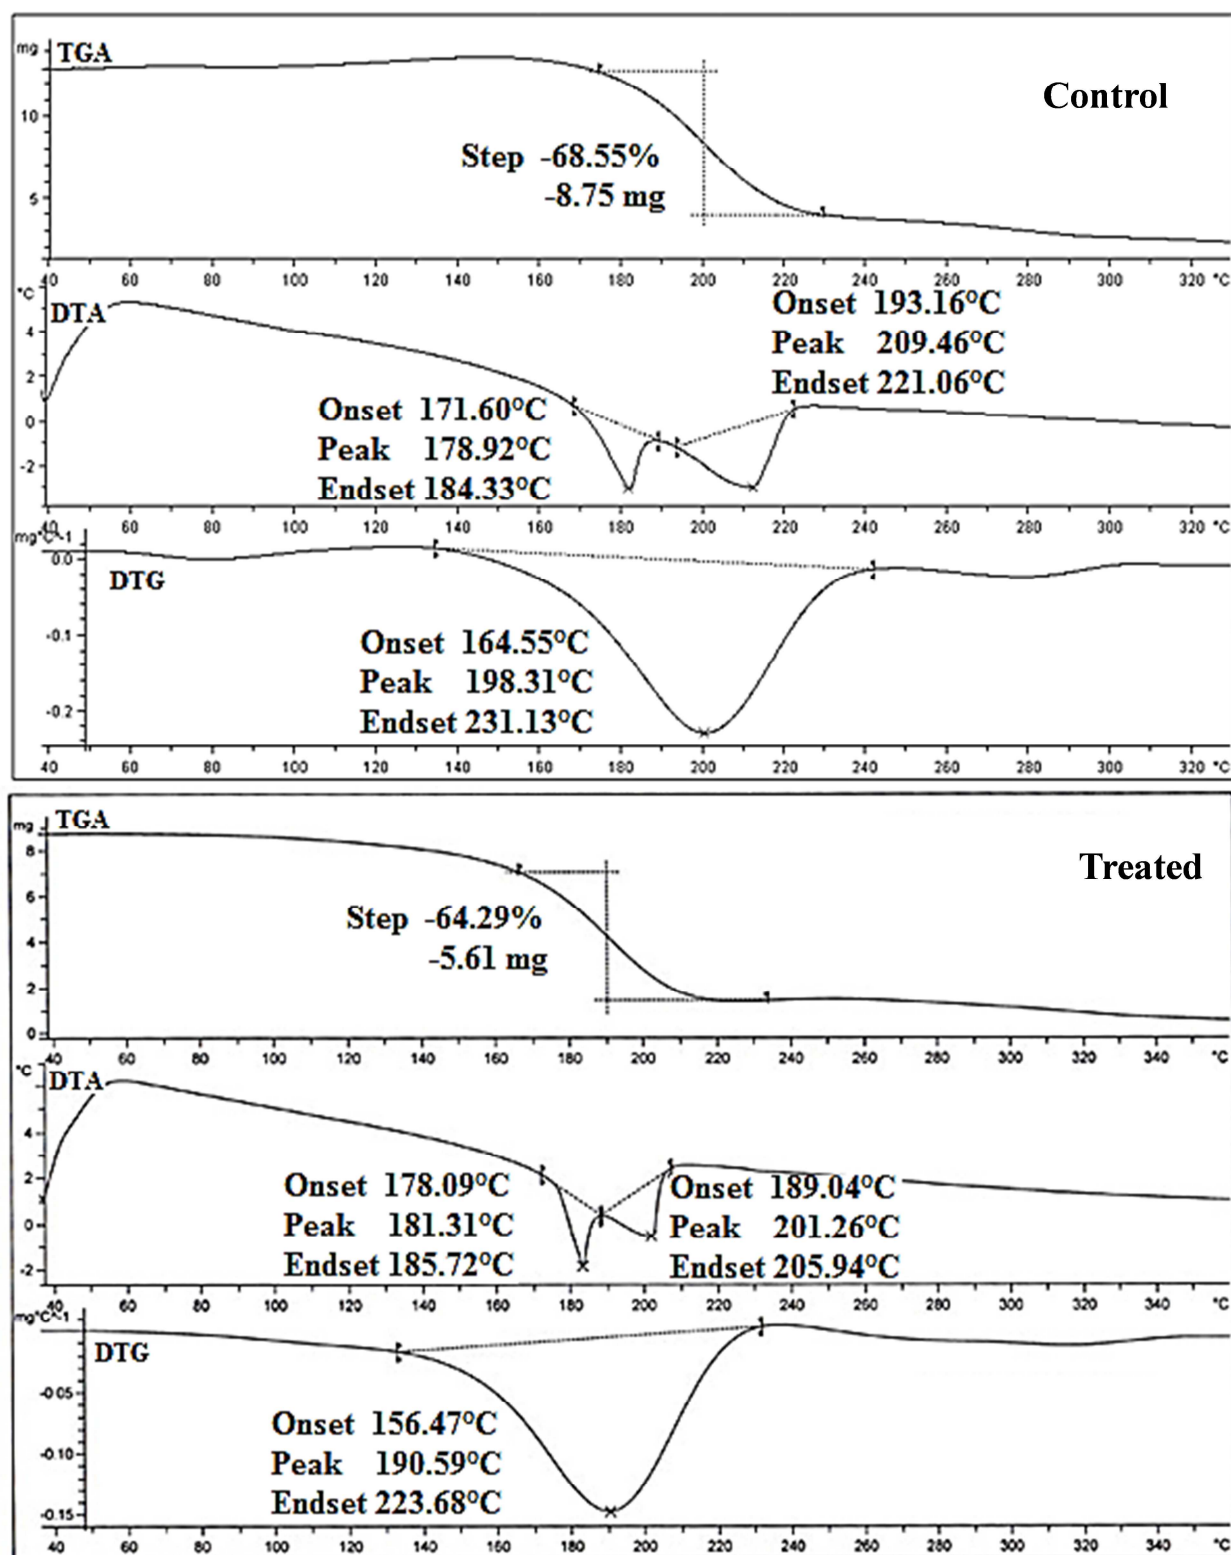 mg
TGA
Control
10
Step -68.55%
-8.75 mg
5
40 60 80 100 120 140 160 180 200 220 240 260 280 300 320 °C
°C
DTA
Onset 193.16°C
Peak 209.46°C
Endset 221.06°C
4
2
0
-2
Onset 171.60°C
Peak 178.92°C
Endset 184.33°C
40 60 80 100 120 140 160 180 200 220 240 260 280 300 320 °C
mg°C^-1
0.0
DTG
-0.1
-0.2
Onset 164.55°C
Peak 198.31°C
Endset 231.13°C
40 60 80 100 120 140 160 180 200 220 240 260 280 300 320 °C
mg
TGA
Treated
8
6
4
2
0
Step -64.29%
-5.61 mg
40 60 80 100 120 140 160 180 200 220 240 260 280 300 320 340 °C
°C
DTA
4
2
0
-2
Onset 178.09°C
Peak 181.31°C
Endset 185.72°C
Onset 189.04°C
Peak 201.26°C
Endset 205.94°C
40 60 80 100 120 140 160 180 200 220 240 260 280 300 320 340 °C
mg°C^-1
DTG
-0.05
-0.10
-0.15
Onset 156.47°C
Peak 190.59°C
Endset 223.68°C
40 60 80 100 120 140 160 180 200 220 240 260 280 300 320 340 °C